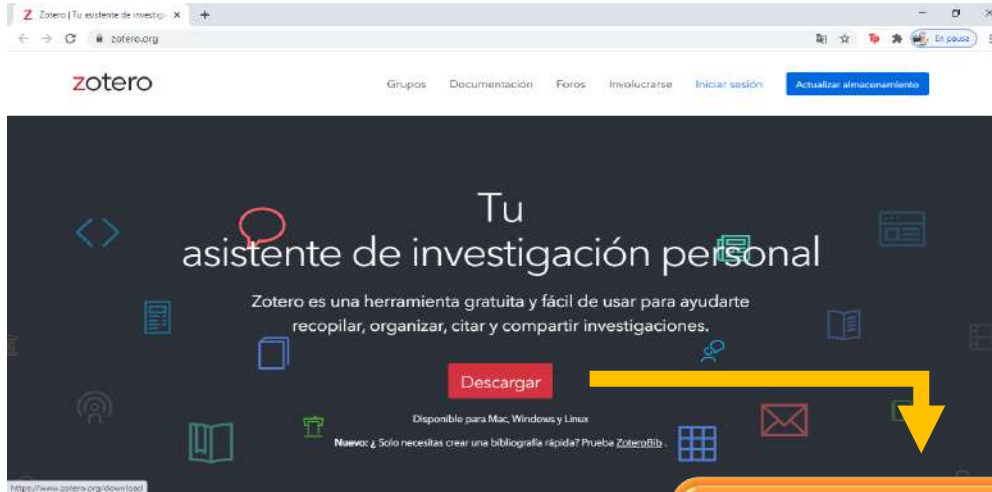 Zotero | Tu asistente de investig
zotero.org
En pausa
zotero
Grupos Documentación Foros Involucrarse Iniciar sesión Actualizar almacenamiento
Tu
asistente de investigación personal
Zotero es una herramienta gratuita y fácil de usar para ayudarte
recopilar, organizar, citar y compartir investigaciones.
Descargar
Disponible para Mac, Windows y Linux
Nuevo: ¿ Solo necesitas crear una bibliografía rápida? Prueba ZoteroBib .
https://www.zotero.org/download